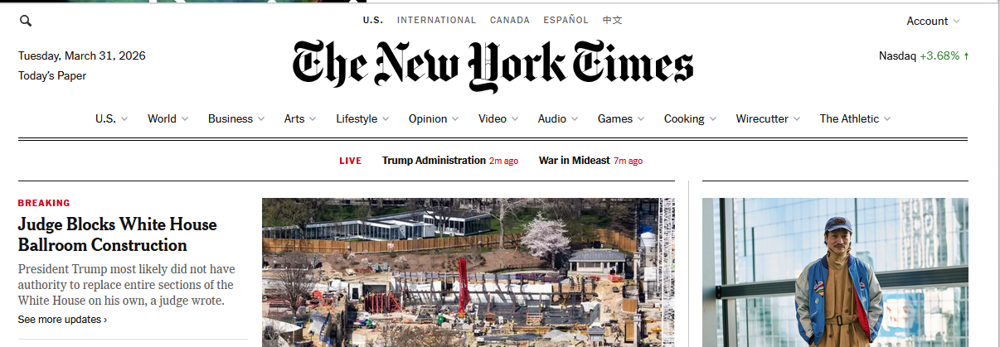 U.S. INTERNATIONAL CANADA ESPAÑOL 中文
Account
Tuesday, March 31, 2026
Today's Paper
The New York Times
Nasdaq +3.68% ↑
U.S. World Business Arts Lifestyle Opinion Video Audio Games Cooking Wirecutter The Athletic
LIVE Trump Administration 2m ago War in Mideast 7m ago
BREAKING
Judge Blocks White House
Ballroom Construction
President Trump most likely did not have
authority to replace entire sections of the
White House on his own, a judge wrote.
See more updates ›